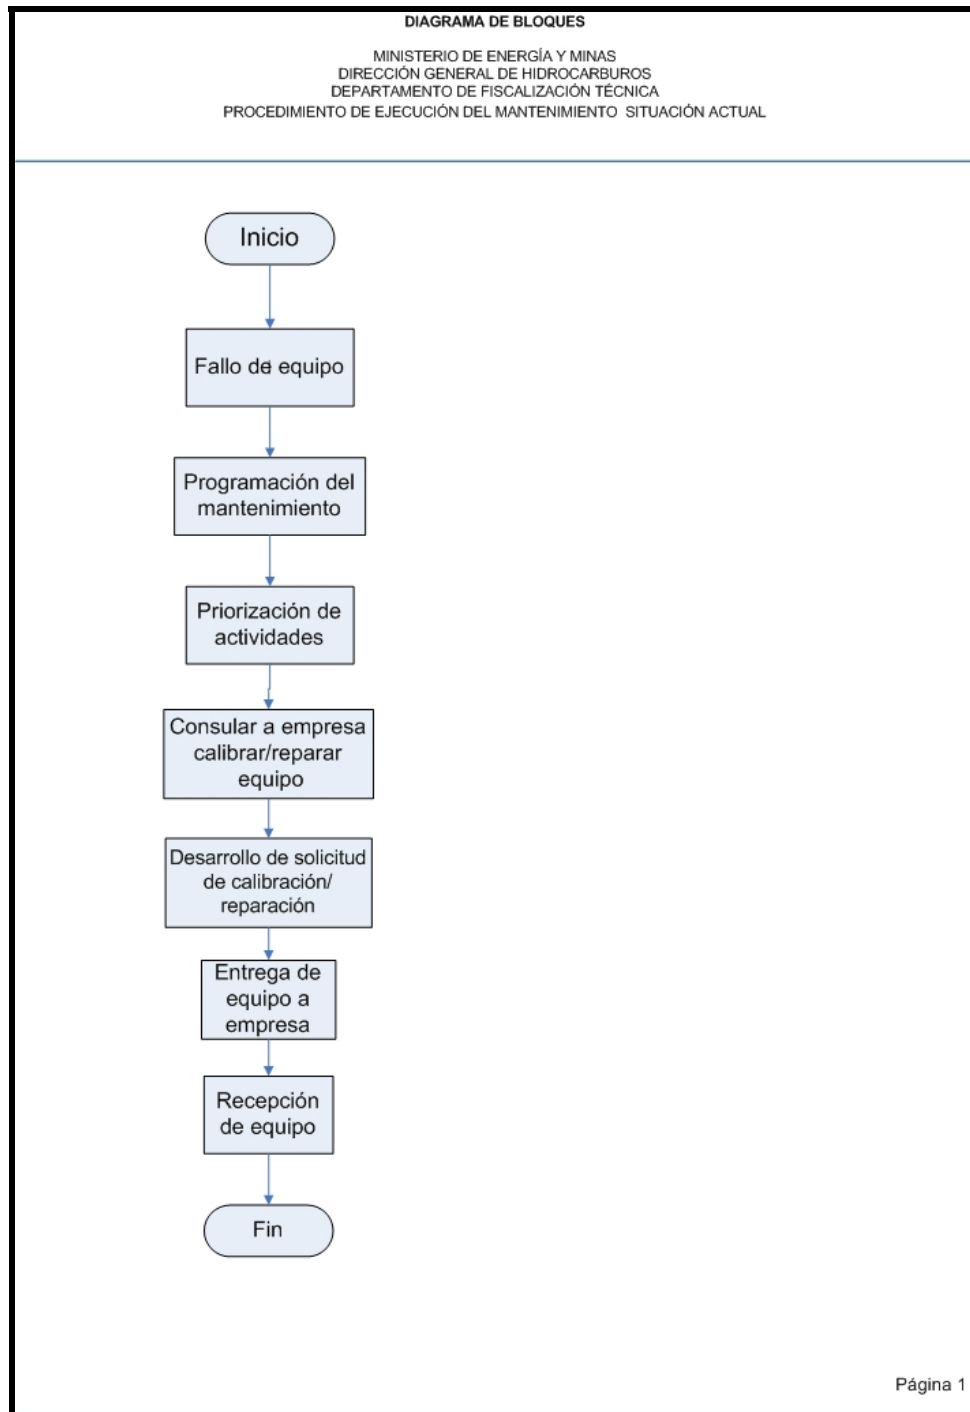 DIAGRAMA DE BLOQUES
MINISTERIO DE ENERGÍA Y MINAS
DIRECCIÓN GENERAL DE HIDROCARBUROS
DEPARTAMENTO DE FISCALIZACIÓN TÉCNICA
PROCEDIMIENTO DE EJECUCIÓN DEL MANTENIMIENTO SITUACIÓN ACTUAL
Inicio
Fallo de equipo
Programación del
mantenimiento
Priorización de
actividades
Consular a empresa
calibrar/reparar
equipo
Desarrollo de solicitud
de calibración/
reparación
Entrega de
equipo a
empresa
Recepción
de equipo
Fin
Página 1